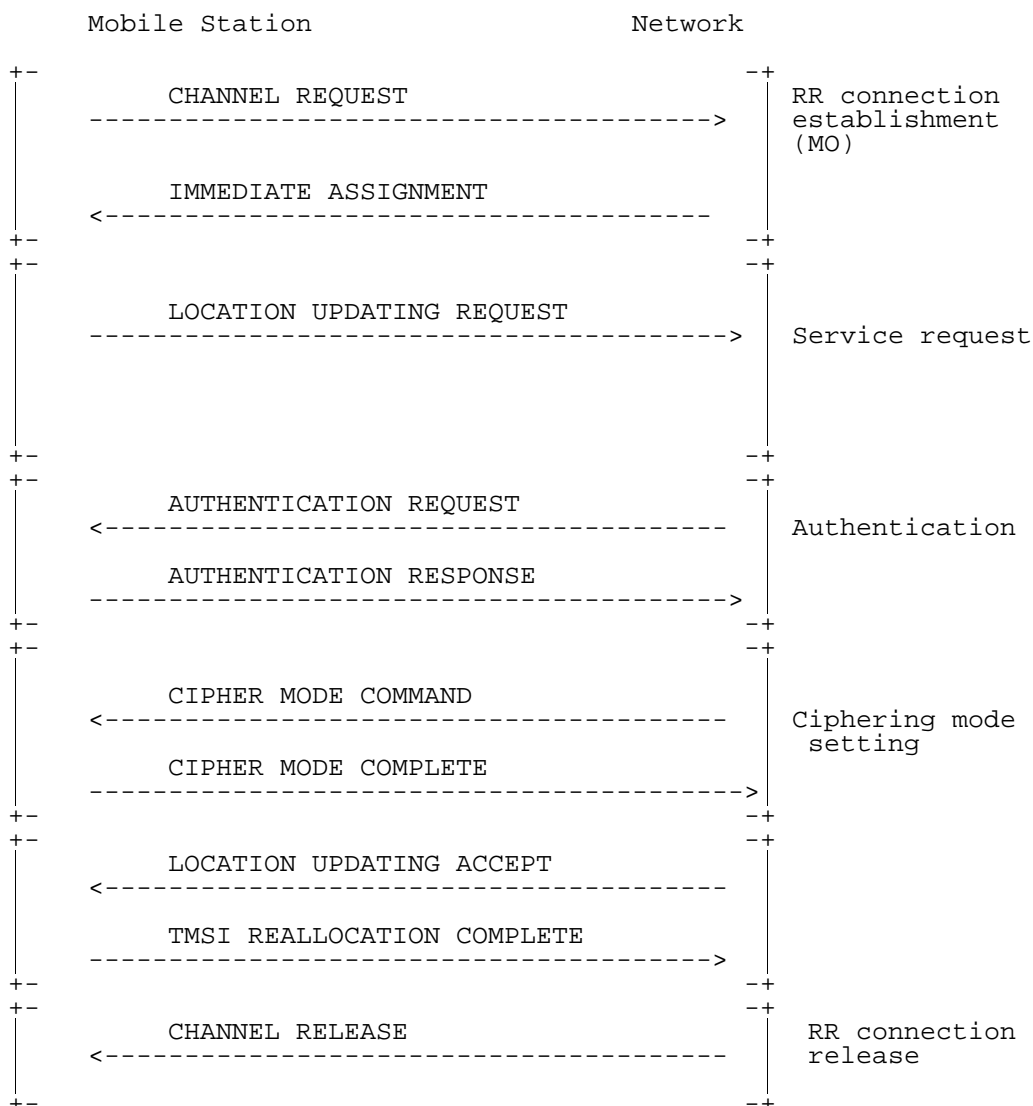 Mobile Station Network
CHANNEL REQUEST
RR connection
establishment
(MO)
IMMEDIATE ASSIGNMENT
LOCATION UPDATING REQUEST
Service request
AUTHENTICATION REQUEST
Authentication
AUTHENTICATION RESPONSE
CIPHER MODE COMMAND
Ciphering mode
setting
CIPHER MODE COMPLETE
LOCATION UPDATING ACCEPT
TMSI REALLOCATION COMPLETE
CHANNEL RELEASE
RR connection
release